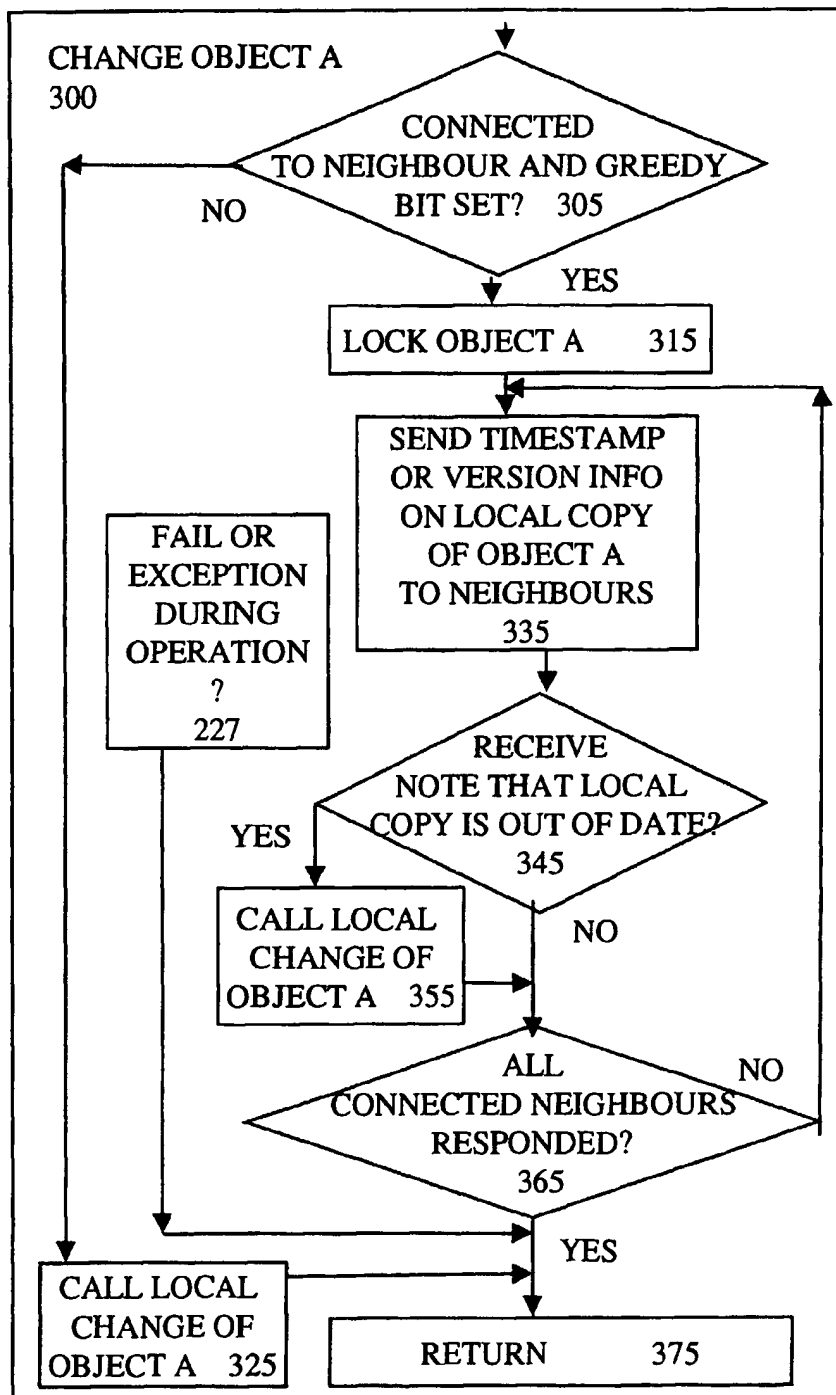 CHANGE OBJECT A
300
CONNECTED
TO NEIGHBOUR AND GREEDY
BIT SET? 305
NO
YES
LOCK OBJECT A 315
SEND TIMESTAMP
OR VERSION INFO
ON LOCAL COPY
OF OBJECT A
TO NEIGHBOURS
335
FAIL OR
EXCEPTION
DURING
OPERATION
?
227
RECEIVE
NOTE THAT LOCAL
COPY IS OUT OF DATE?
345
YES
NO
CALL LOCAL
CHANGE OF
OBJECT A 355
ALL
CONNECTED NEIGHBOURS
RESPONDED?
365
NO
YES
CALL LOCAL
CHANGE OF
OBJECT A 325
RETURN 375